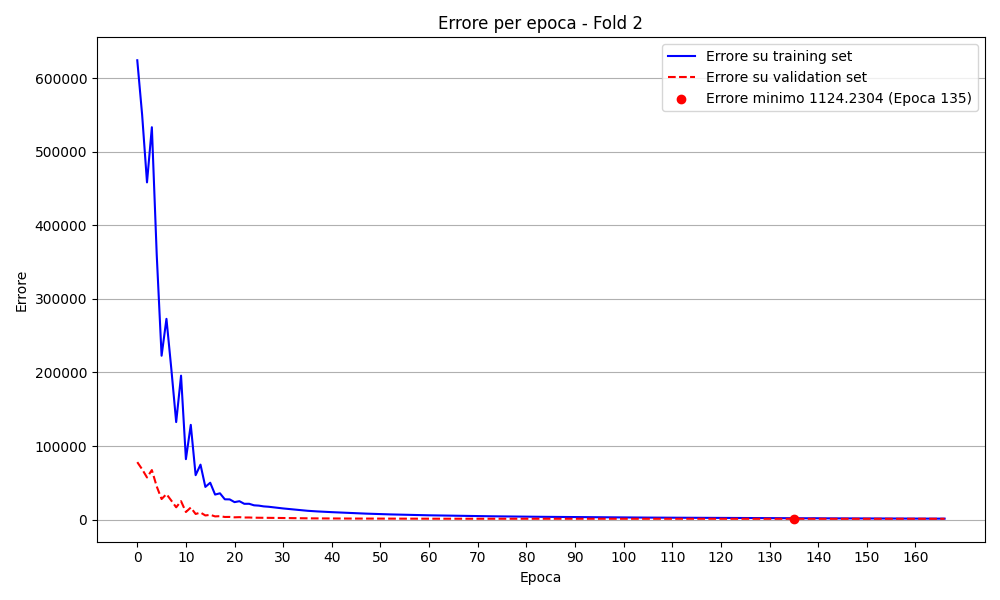 Errore per epoca - Fold 2
Errore su training set
Errore su validation set
Errore minimo 1124.2304 (Epoca 135)
Errore
600000
500000
400000
300000
200000
100000
0
0 10 20 30 40 50 60 70 80 90 100 110 120 130 140 150 160
Epoca